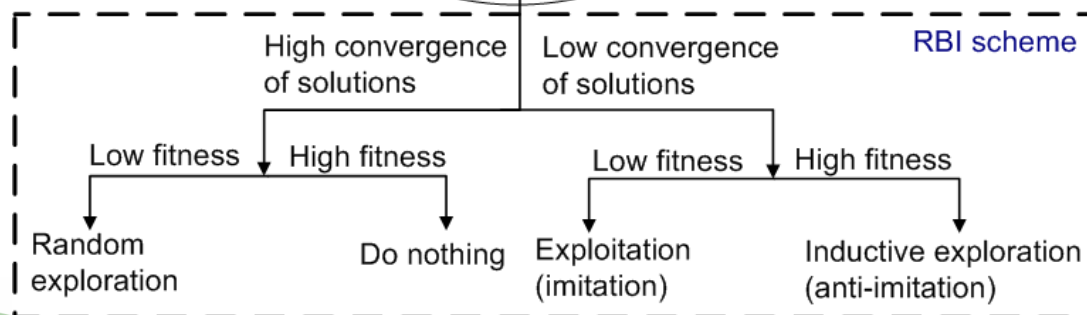 RBI scheme
High convergence
of solutions
Low convergence
of solutions
Low fitness
High fitness
Low fitness
High fitness
Random
exploration
Do nothing
Exploitation
(imitation)
Inductive exploration
(anti-imitation)